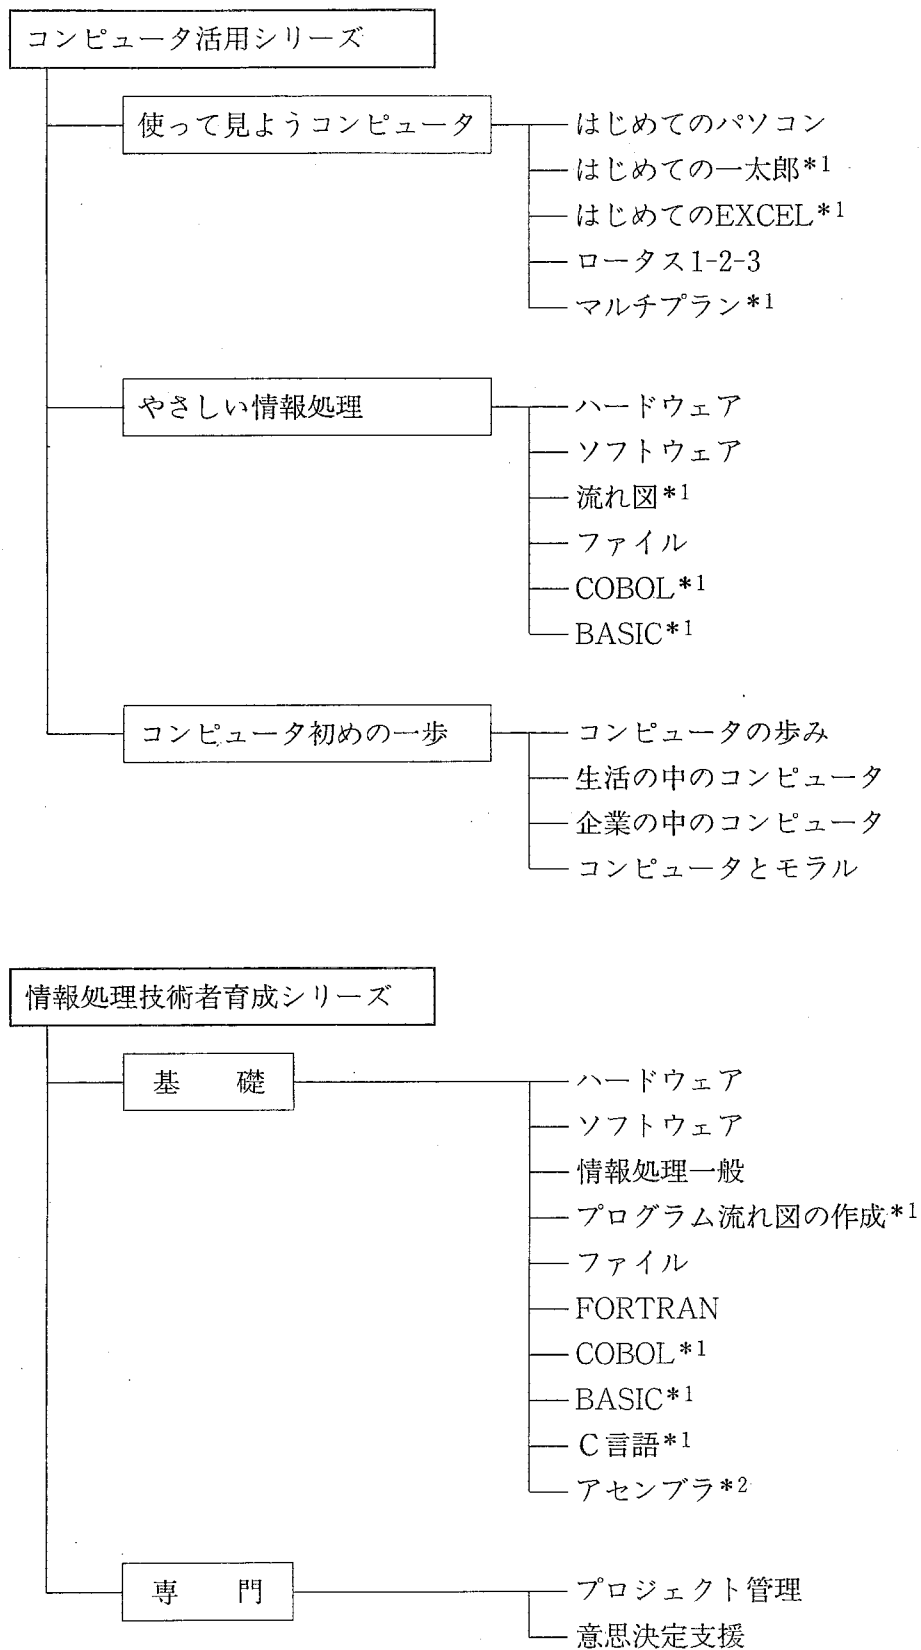 コンピュータ活用シリーズ
使って見ようコンピュータ
はじめてのパソコン
はじめての一太郎*1
はじめてのEXCEL*1
ロータス1-2-3
マルチプラン*1
やさしい情報処理
ハードウェア
ソフトウェア
流れ図*1
ファイル
COBOL*1
BASIC*1
コンピュータ初めの一歩
コンピュータの歩み
生活の中のコンピュータ
企業の中のコンピュータ
コンピュータとモラル
情報処理技術者育成シリーズ
基 礎
ハードウェア
ソフトウェア
情報処理一般
プログラム流れ図の作成*1
ファイル
FORTRAN
COBOL*1
BASIC*1
C言語*1
アセンブラ*2
専 門
プロジェクト管理
意思決定支援